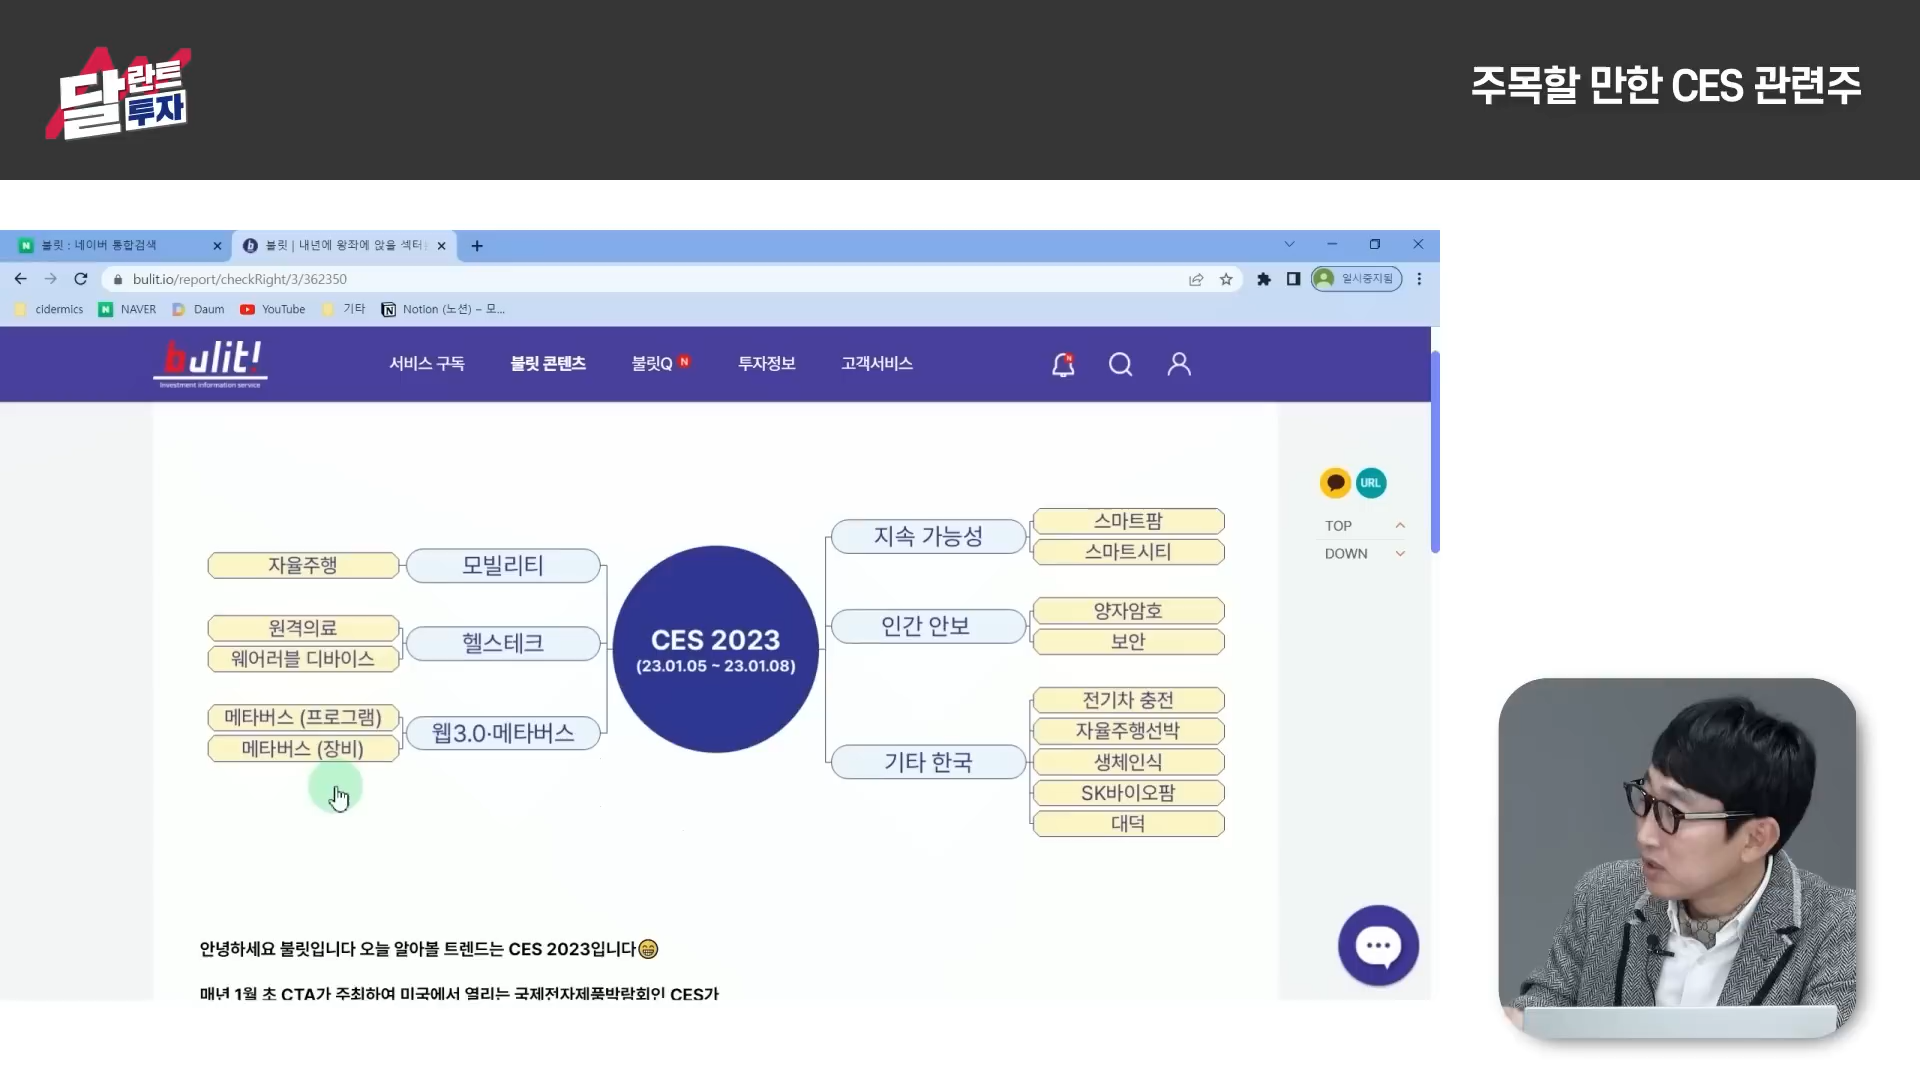 달란트
투자
주목할 만한 CES 관련주
불릿 : 네이버 통합검색
불릿 | 내년에 왕좌에 앉을 섹터
bulit.io/report/checkRight/3/362350
일시중지됨
cidermics
NAVER
Daum
YouTube
기타
Notion (노션) – 모...
bulit!
Investment information service
서비스 구독
불릿 콘텐츠
불릿Q
N
투자정보
고객서비스
URL
TOP
DOWN
자율주행
모빌리티
원격의료
웨어러블 디바이스
헬스테크
메타버스 (프로그램)
메타버스 (장비)
웹3.0·메타버스
CES 2023
(23.01.05 ~ 23.01.08)
지속 가능성
스마트팜
스마트시티
인간 안보
양자암호
보안
기타 한국
전기차 충전
자율주행선박
생체인식
SK바이오팜
대덕
안녕하세요 불릿입니다 오늘 알아볼 트렌드는 CES 2023입니다😁
매년 1월 초 CTA가 주최하여 미국에서 열리는 국제전자제품박람회인 CES가